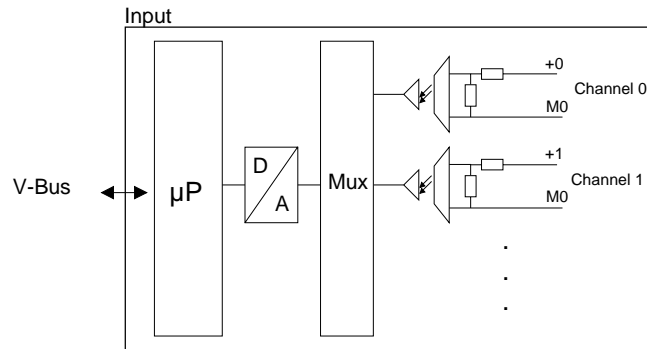 Input
+0
Channel 0
M0
V-Bus
µP
D
A
Mux
+1
Channel 1
M0